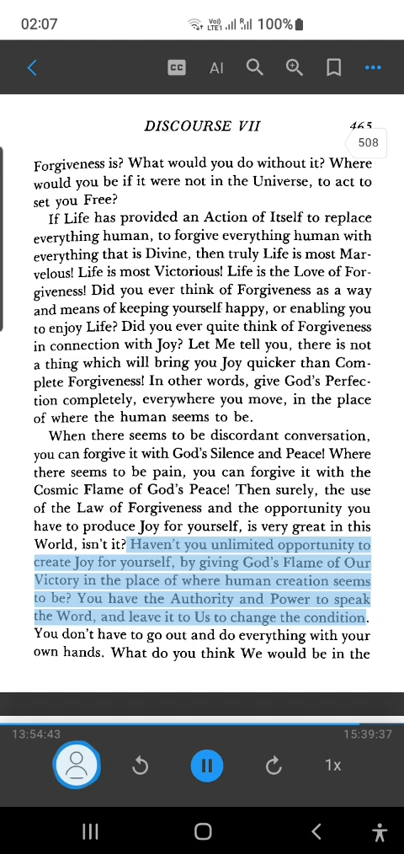 02:07 Vo) LTE1 R 100%
CC AI
DISCOURSE VII 465
508
Forgiveness is? What would you do without it? Where
would you be if it were not in the Universe, to act to
set you Free?
If Life has provided an Action of Itself to replace
everything human, to forgive everything human with
everything that is Divine, then truly Life is most Mar-
velous! Life is most Victorious! Life is the Love of For-
giveness! Did you ever think of Forgiveness as a way
and means of keeping yourself happy, or enabling you
to enjoy Life? Did you ever quite think of Forgiveness
in connection with Joy? Let Me tell you, there is not
a thing which will bring you Joy quicker than Com-
plete Forgiveness! In other words, give God's Perfec-
tion completely, everywhere you move, in the place
of where the human seems to be.
When there seems to be discordant conversation,
you can forgive it with God's Silence and Peace! Where
there seems to be pain, you can forgive it with the
Cosmic Flame of God's Peace! Then surely, the use
of the Law of Forgiveness and the opportunity you
have to produce Joy for yourself, is very great in this
World, isn't it? Haven't you unlimited opportunity to
create Joy for yourself, by giving God's Flame of Our
Victory in the place of where human creation seems
to be? You have the Authority and Power to speak
the Word, and leave it to Us to change the condition.
You don't have to go out and do everything with your
own hands. What do you think We would be in the
13:54:43 15:39:37
1x